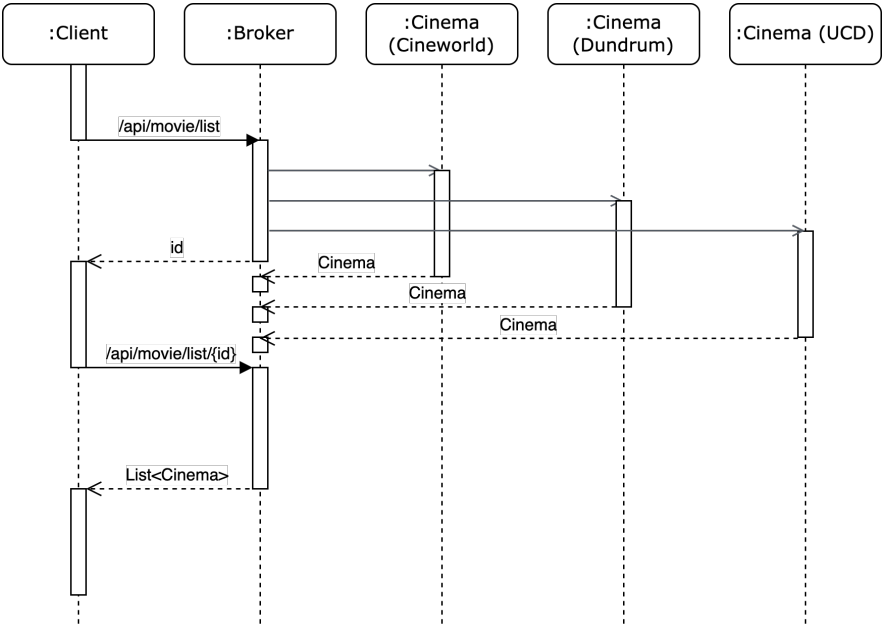 :Client
:Broker
:Cinema
(Cineworld)
:Cinema
(Dundrum)
:Cinema (UCD)
/api/movie/list
id
Cinema
Cinema
Cinema
/api/movie/list/{id}
List<Cinema>